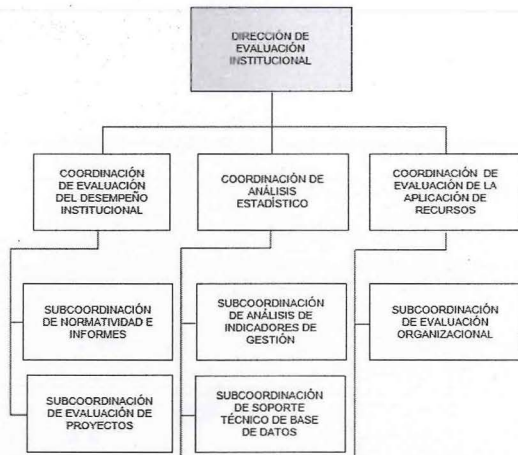 DIRECCIÓN DE
EVALUACIÓN
INSTITUCIONAL
COORDINACIÓN
DE EVALUACIÓN
DEL DESEMPEÑO
INSTITUCIONAL
COORDINACIÓN DE
ANÁLISIS
ESTADÍSTICO
COORDINACIÓN DE
EVALUACIÓN DE LA
APLICACIÓN DE
RECURSOS
SUBCOORDINACIÓN
DE NORMATIVIDAD E
INFORMES
SUBCOORDINACIÓN
DE ANÁLISIS DE
INDICADORES DE
GESTIÓN
SUBCOORDINACIÓN
DE EVALUACIÓN
ORGANIZACIONAL
SUBCOORDINACIÓN
DE EVALUACIÓN DE
PROYECTOS
SUBCOORDINACIÓN
DE SOPORTE
TÉCNICO DE BASE
DE DATOS